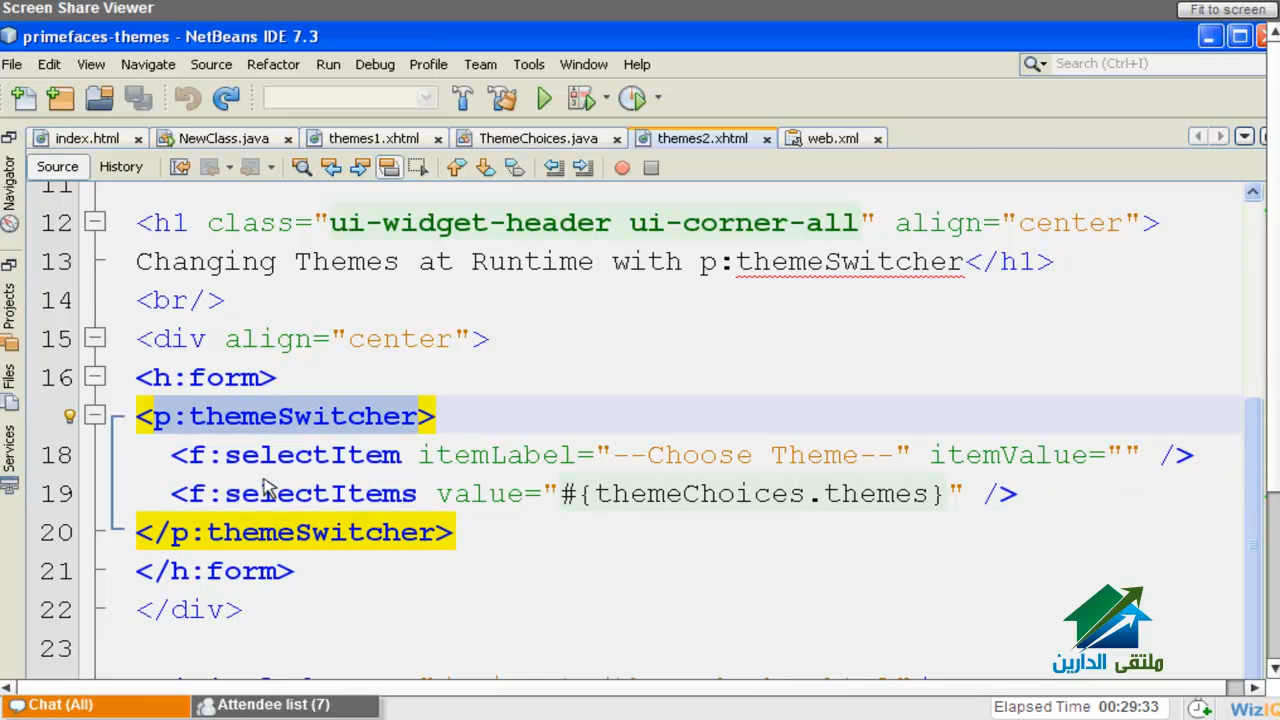 Screen Share Viewer
Fit to screen
primefaces-themes - NetBeans IDE 7.3
File Edit View Navigate Source Refactor Run Debug Profile Team Tools Window Help
Search (Ctrl+I)
index.html NewClass.java themes1.xhtml ThemeChoices.java themes2.xhtml web.xml
Source History
Navigator
Projects
Files
Services
11
12 <h1 class="ui-widget-header ui-corner-all" align="center">
13 Changing Themes at Runtime with p:themeSwitcher</h1>
14 <br/>
15 <div align="center">
16 <h:form>
<p:themeSwitcher>
18 <f:selectItem itemLabel="--Choose Theme--" itemValue="" />
19 <f:selectItems value="#{themeChoices.themes}" />
20 </p:themeSwitcher>
21 </h:form>
22 </div>
23
ملتقى الدارين
Chat (All)
Attendee list (7)
Elapsed Time 00:29:33
WizIQ